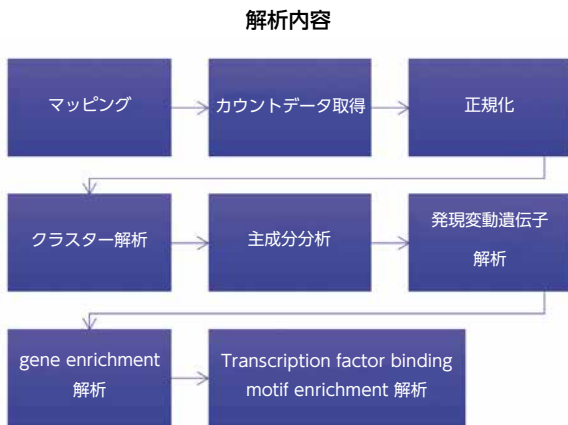 解析内容
マッピング
カウントデータ取得
正規化
クラスター解析
主成分分析
発現変動遺伝子
解析
gene enrichment
解析
Transcription factor binding
motif enrichment 解析